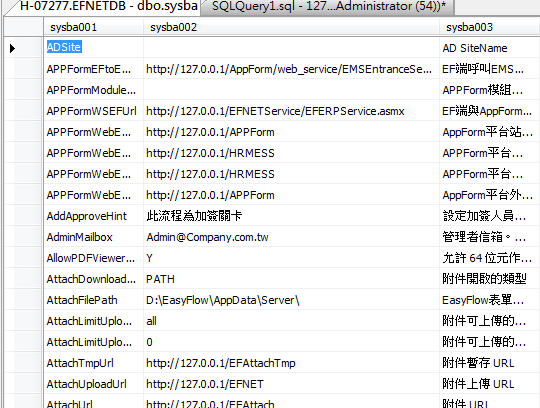 H-07277.EFNETDB - dbo.sysba SQLQuery1.sql - 127...Administrator (54))*
sysba001 sysba002 sysba003
ADSite AD SiteName
APPFormEFtoE... http://127.0.0.1/AppForm/web_service/EMSEntranceSe... EF端呼叫EMS...
APPFormModule... APPForm模組...
APPFormWSEFUrl http://127.0.0.1/EFNETService/EFERPService.asmx EF端與AppForm...
APPFormWebE... http://127.0.0.1/APPForm AppForm平台站...
APPFormWebE... http://127.0.0.1/HRMESS AppForm平台...
APPFormWebE... http://127.0.0.1/HRMESS AppForm平台...
APPFormWebE... http://127.0.0.1/APPForm AppForm平台外...
AddApproveHint 此流程為加簽關卡 設定加簽人員...
AdminMailbox Admin@Company.com.tw 管理者信箱。...
AllowPDFViewer... Y 允許 64 位元作...
AttachDownload... PATH 附件開啟的類型
AttachFilePath D:\EasyFlow\AppData\Server\ EasyFlow表單...
AttachLimitUplo... all 附件可上傳的...
AttachLimitUplo... 0 附件可上傳的...
AttachTmpUrl http://127.0.0.1/EFAttachTmp 附件暫存 URL
AttachUploadUrl http://127.0.0.1/EFNET 附件上傳 URL
AttachUrl http://127.0.0.1/EFAttach 附件 URL